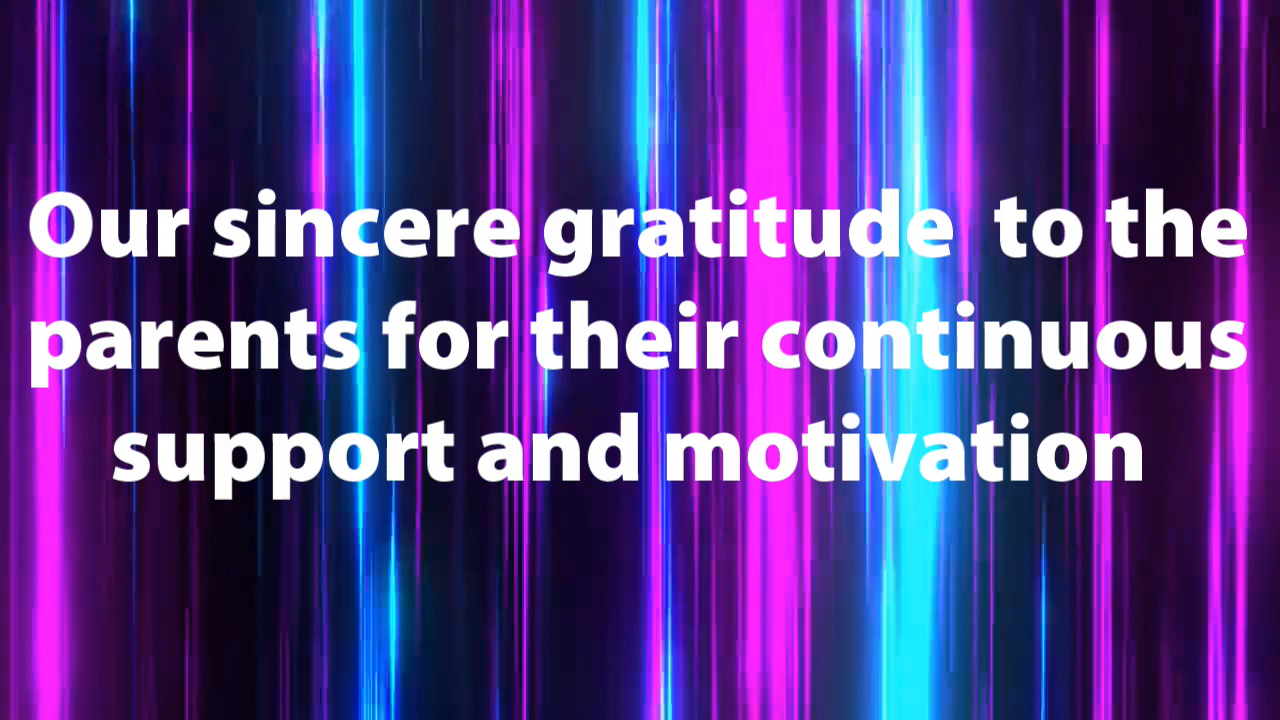 Our sincere gratitude  to the
parents for their continuous
support and motivation